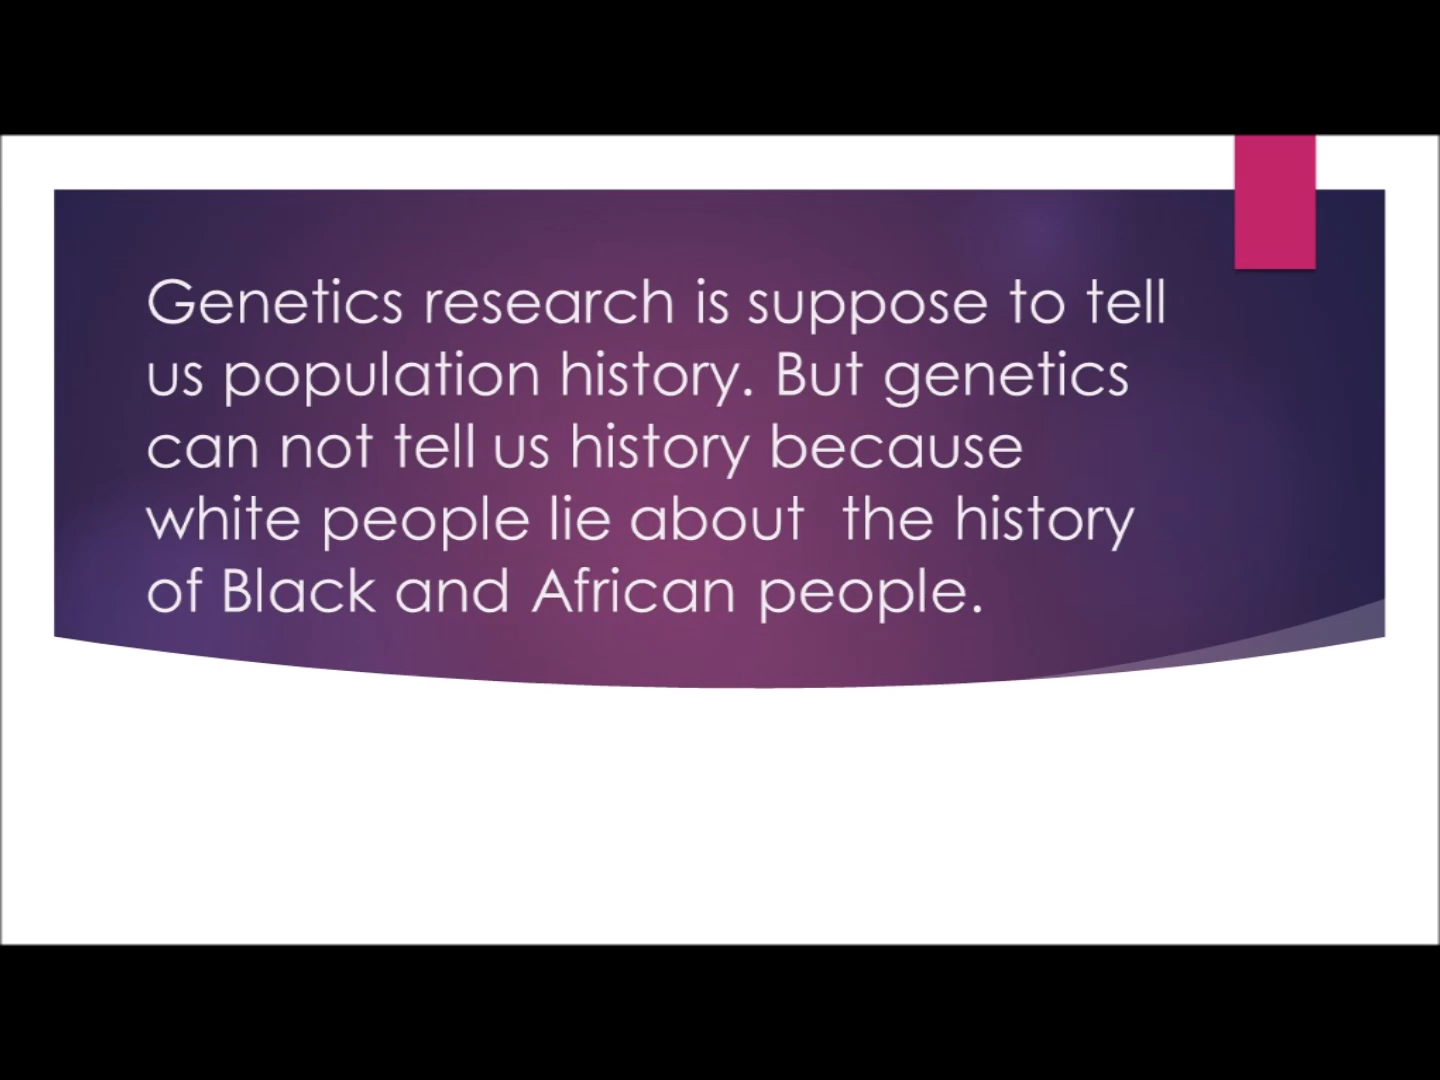 Genetics research is suppose to tell
us population history. But genetics
can not tell us history because
white people lie about  the history
of Black and African people.